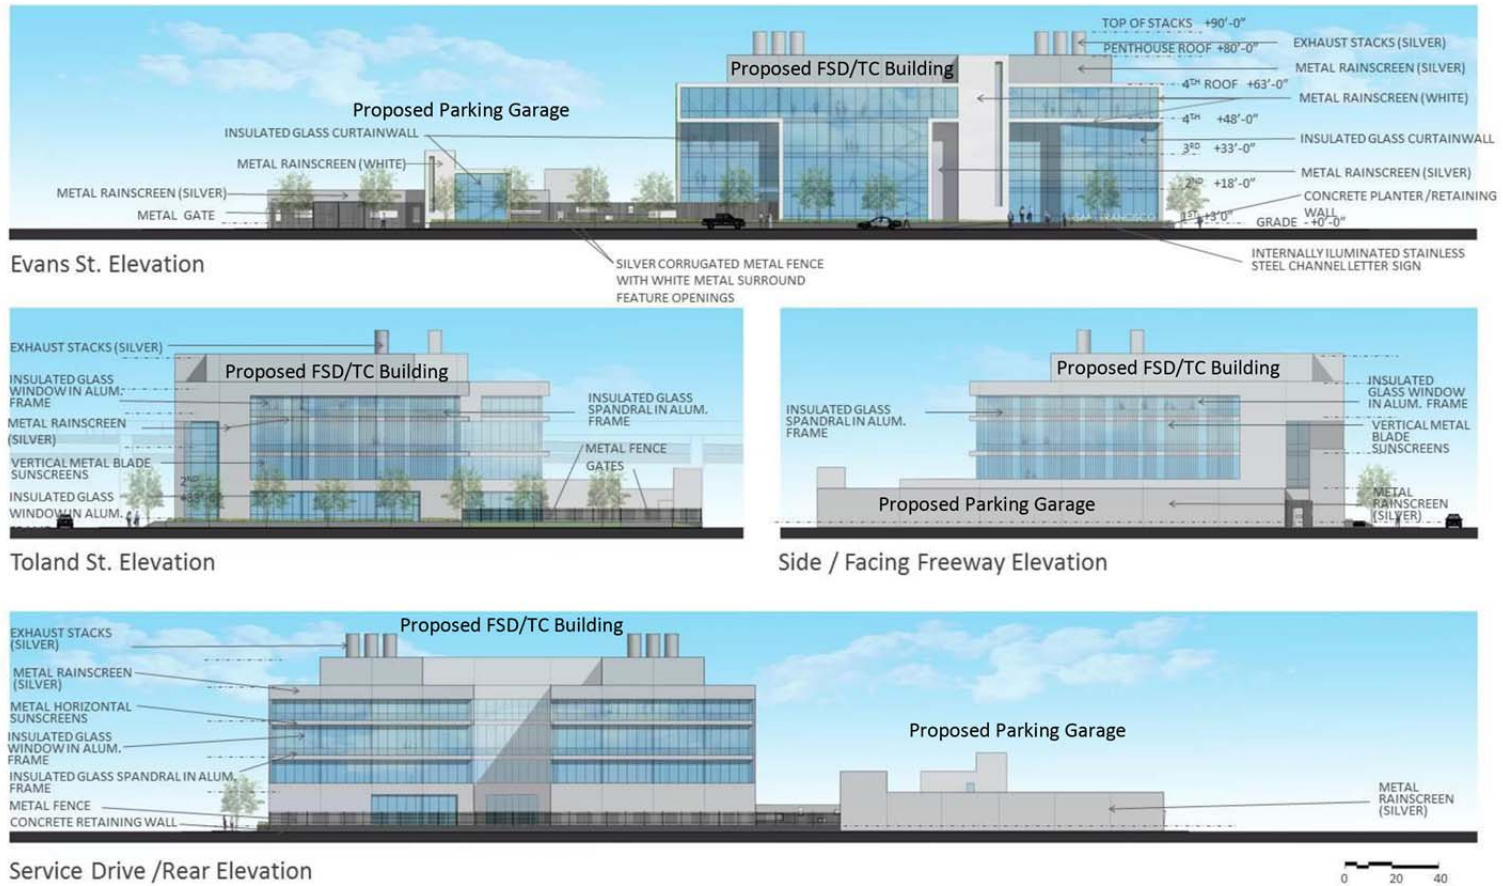 TOP OF STACKS +90'-0"
PENTHOUSE ROOF +80'-0"
EXHAUST STACKS (SILVER)
Proposed FSD/TC Building
METAL RAINSCREEN (SILVER)
4TH ROOF +63'-0"
METAL RAINSCREEN (WHITE)
Proposed Parking Garage
4TH +48'-0"
INSULATED GLASS CURTAINWALL
INSULATED GLASS CURTAINWALL
3RD +33'-0"
METAL RAINSCREEN (WHITE)
METAL RAINSCREEN (SILVER)
2ND +18'-0"
METAL RAINSCREEN (SILVER)
CONCRETE PLANTER / RETAINING
WALL
METAL GATE
1ST +3'0"
GRADE +0'-0"
SAN FRANCISCO
Evans St. Elevation
INTERNALLY ILUMINATED STAINLESS
STEEL CHANNEL LETTER SIGN
SILVER CORRUGATED METAL FENCE
WITH WHITE METAL SURROUND
FEATURE OPENINGS
EXHAUST STACKS (SILVER)
Proposed FSD/TC Building
INSULATED GLASS
WINDOW IN ALUM.
FRAME
INSULATED GLASS
SPANDRAL IN ALUM.
FRAME
METAL RAINSCREEN
(SILVER)
METAL FENCE
GATES
VERTICAL METAL BLADE
SUNSCREENS
2ND
INSULATED GLASS
WINDOW IN ALUM.
Toland St. Elevation
Proposed FSD/TC Building
INSULATED
GLASS WINDOW
IN ALUM. FRAME
INSULATED GLASS
SPANDRAL IN ALUM.
FRAME
VERTICAL METAL
BLADE
SUNSCREENS
Proposed Parking Garage
METAL
RAINSCREEN
(SILVER)
Side / Facing Freeway Elevation
Proposed FSD/TC Building
EXHAUST STACKS
(SILVER)
METAL RAINSCREEN
(SILVER)
METAL HORIZONTAL
SUNSCREENS
INSULATED GLASS
WINDOW IN ALUM.
FRAME
INSULATED GLASS SPANDRAL IN ALUM.
FRAME
METAL FENCE
CONCRETE RETAINING WALL
Proposed Parking Garage
METAL
RAINSCREEN
(SILVER)
Service Drive /Rear Elevation
0 20 40